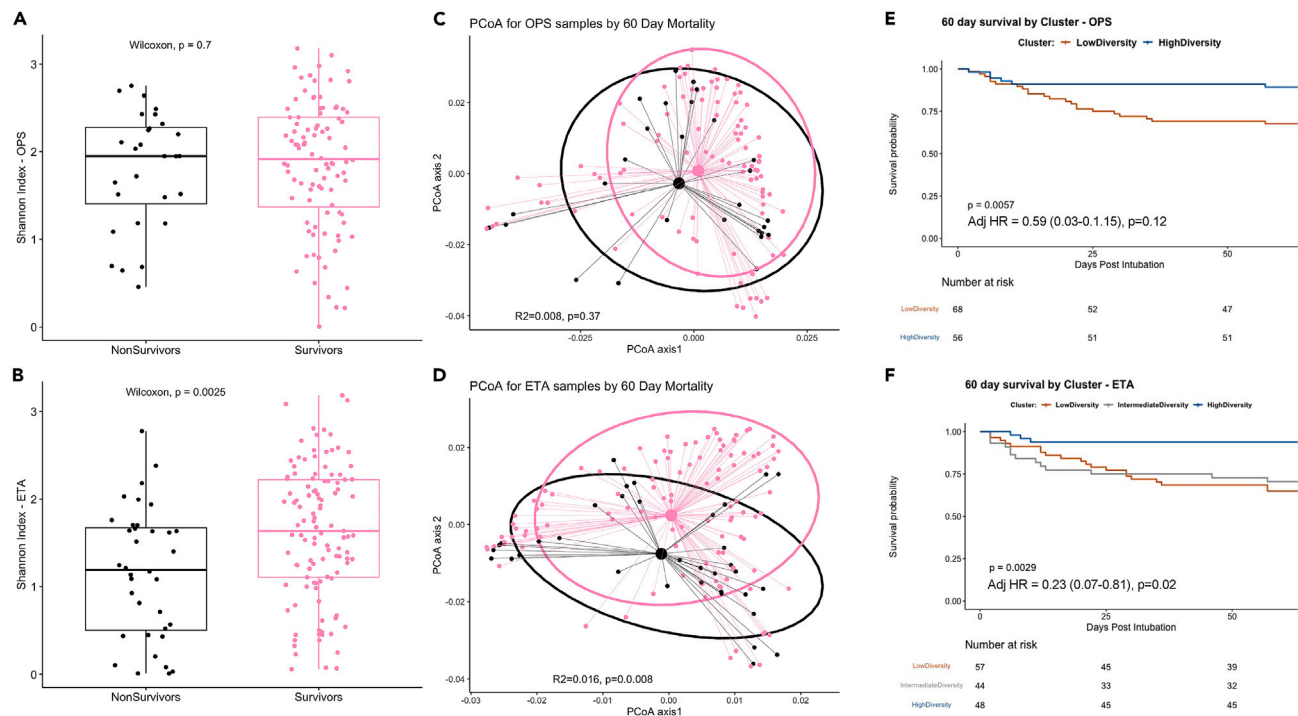 A
Wilcoxon, p = 0.7
Shannon Index - OPS
3
2
1
0
NonSurvivors
Survivors
B
Wilcoxon, p = 0.0025
Shannon Index - ETA
3
2
1
0
NonSurvivors
Survivors
C
PCoA for OPS samples by 60 Day Mortality
PCoA axis 2
0.02
0.00
-0.02
-0.04
R2=0.008, p=0.37
-0.025
0.000
0.025
PCoA axis1
D
PCoA for ETA samples by 60 Day Mortality
PCoA axis 2
0.02
0.00
-0.02
-0.04
R2=0.016, p=0.0.008
-0.03
-0.02
-0.01
0.00
0.01
0.02
PCoA axis1
E
60 day survival by Cluster - OPS
Cluster: LowDiversity HighDiversity
Survival probability
1.00
0.75
0.50
0.25
0.00
p = 0.0057
Adj HR = 0.59 (0.03-0.1.15), p=0.12
0
25
50
Days Post Intubation
Number at risk
LowDiversity 68 52 47
HighDiversity 56 51 51
F
60 day survival by Cluster - ETA
Cluster: LowDiversity IntermediateDiversity HighDiversity
Survival probability
1.00
0.75
0.50
0.25
0.00
p = 0.0029
Adj HR = 0.23 (0.07-0.81), p=0.02
0
25
50
Days Post Intubation
Number at risk
LowDiversity 57 45 39
IntermediateDiversity 44 33 32
HighDiversity 48 45 45